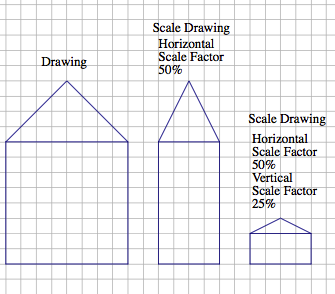 Drawing
Scale Drawing
Horizontal
Scale Factor
50%
Scale Drawing
Horizontal
Scale Factor
50%
Vertical
Scale Factor
25%